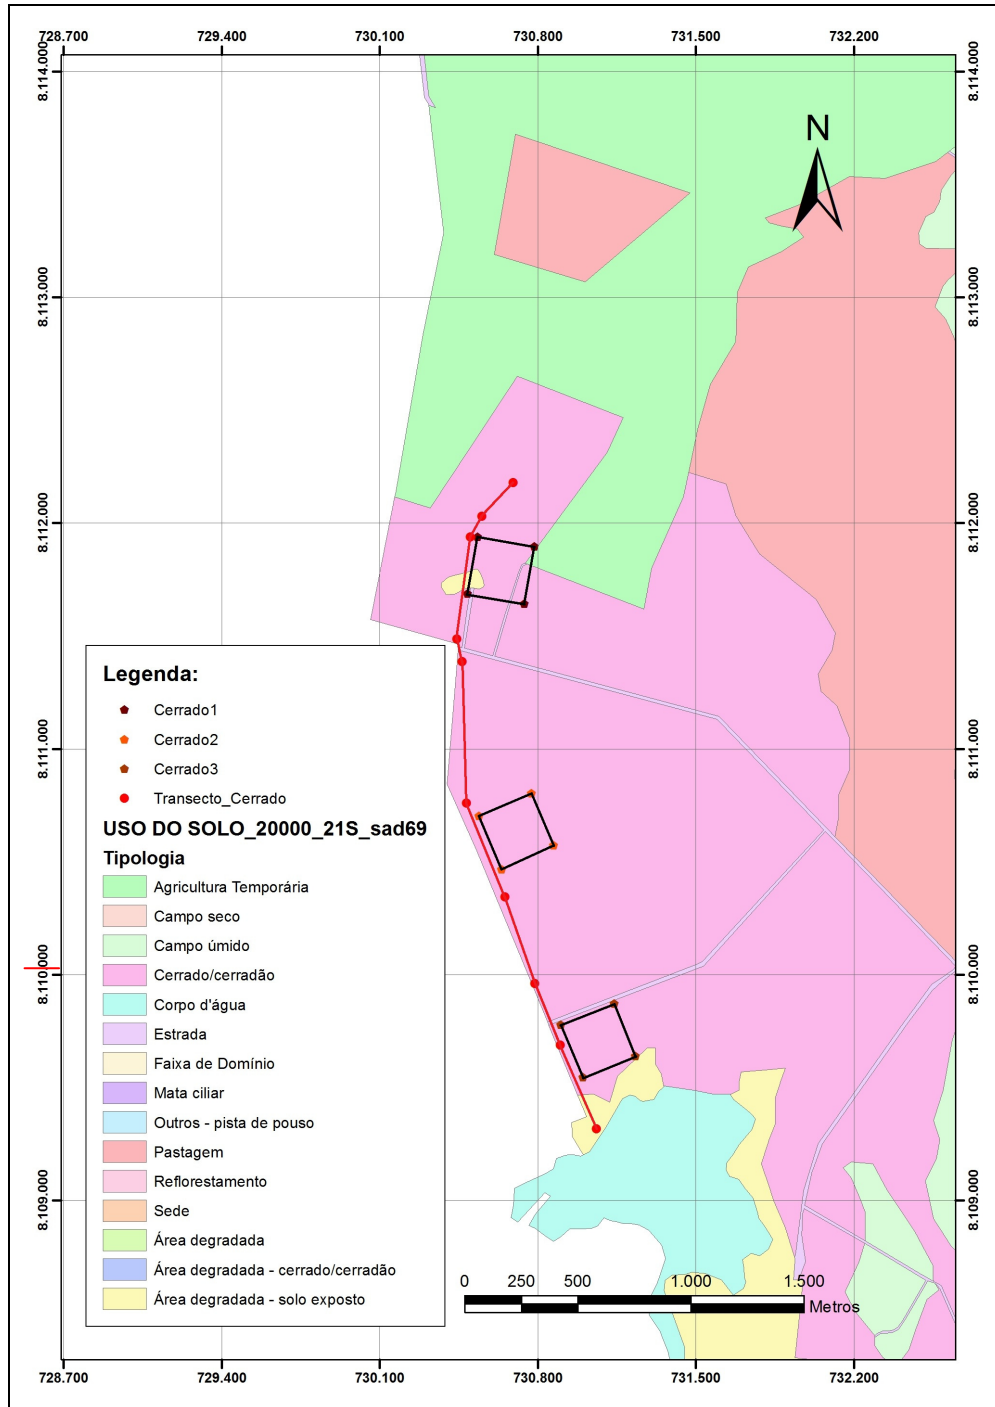 728.700 729.400 730.100 730.800 731.500 732.200
8.114.000 8.114.000
N
8.113.000 8.113.000
8.112.000 8.112.000
Legenda:
Cerrado1
Cerrado2
Cerrado3
Transecto_Cerrado
8.111.000 8.111.000
USO DO SOLO_20000_21S_sad69
Tipologia
Agricultura Temporária
Campo seco
Campo úmido
Cerrado/cerradão
8.110.000 8.110.000
Corpo d'água
Estrada
Faixa de Domínio
Mata ciliar
Outros - pista de pouso
Pastagem
Reflorestamento
Sede
8.109.000 8.109.000
Área degradada
Área degradada - cerrado/cerradão
Área degradada - solo exposto
0 250 500 1.000 1.500
Metros
728.700 729.400 730.100 730.800 731.500 732.200